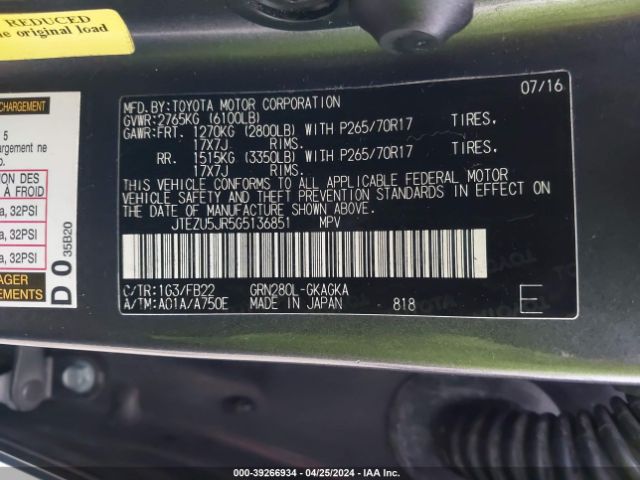 REDUCED
e original load
CHARGEMENT
5
hargement ne
o.
ION DES
À FROID
a, 32PSI
a, 32PSI
a, 32PSI
AGER
EMENTS
D 0 35B20
07/16
MFD.BY:TOYOTA MOTOR CORPORATION
GVWR:2765KG (6100LB)
GAWR:FRT. 1270KG (2800LB) WITH P265/70R17 TIRES,
17X7J RIMS.
RR. 1515KG (3350LB) WITH P265/70R17 TIRES,
17X7J RIMS.
THIS VEHICLE CONFORMS TO ALL APPLICABLE FEDERAL MOTOR
VEHICLE SAFETY AND THEFT PREVENTION STANDARDS IN EFFECT ON
THE DATE OF MANUFACTURE SHOWN ABOVE.
JTEZU5JR5G5136851 MPV
C/TR:1G3/FB22 GRN280L-GKAGKA
A/TM:A01A/A750E MADE IN JAPAN 818 E
000-39266934 - 04/25/2024 - IAA Inc.